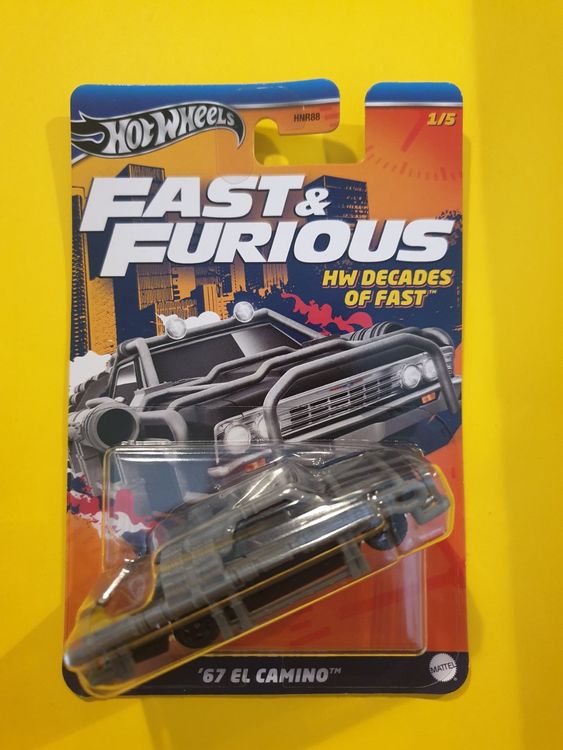 HOT WHEELS
HNR88
1/5
FAST &
FURIOUS
HW DECADES
OF FAST™
'67 EL CAMINO™
MATTEL